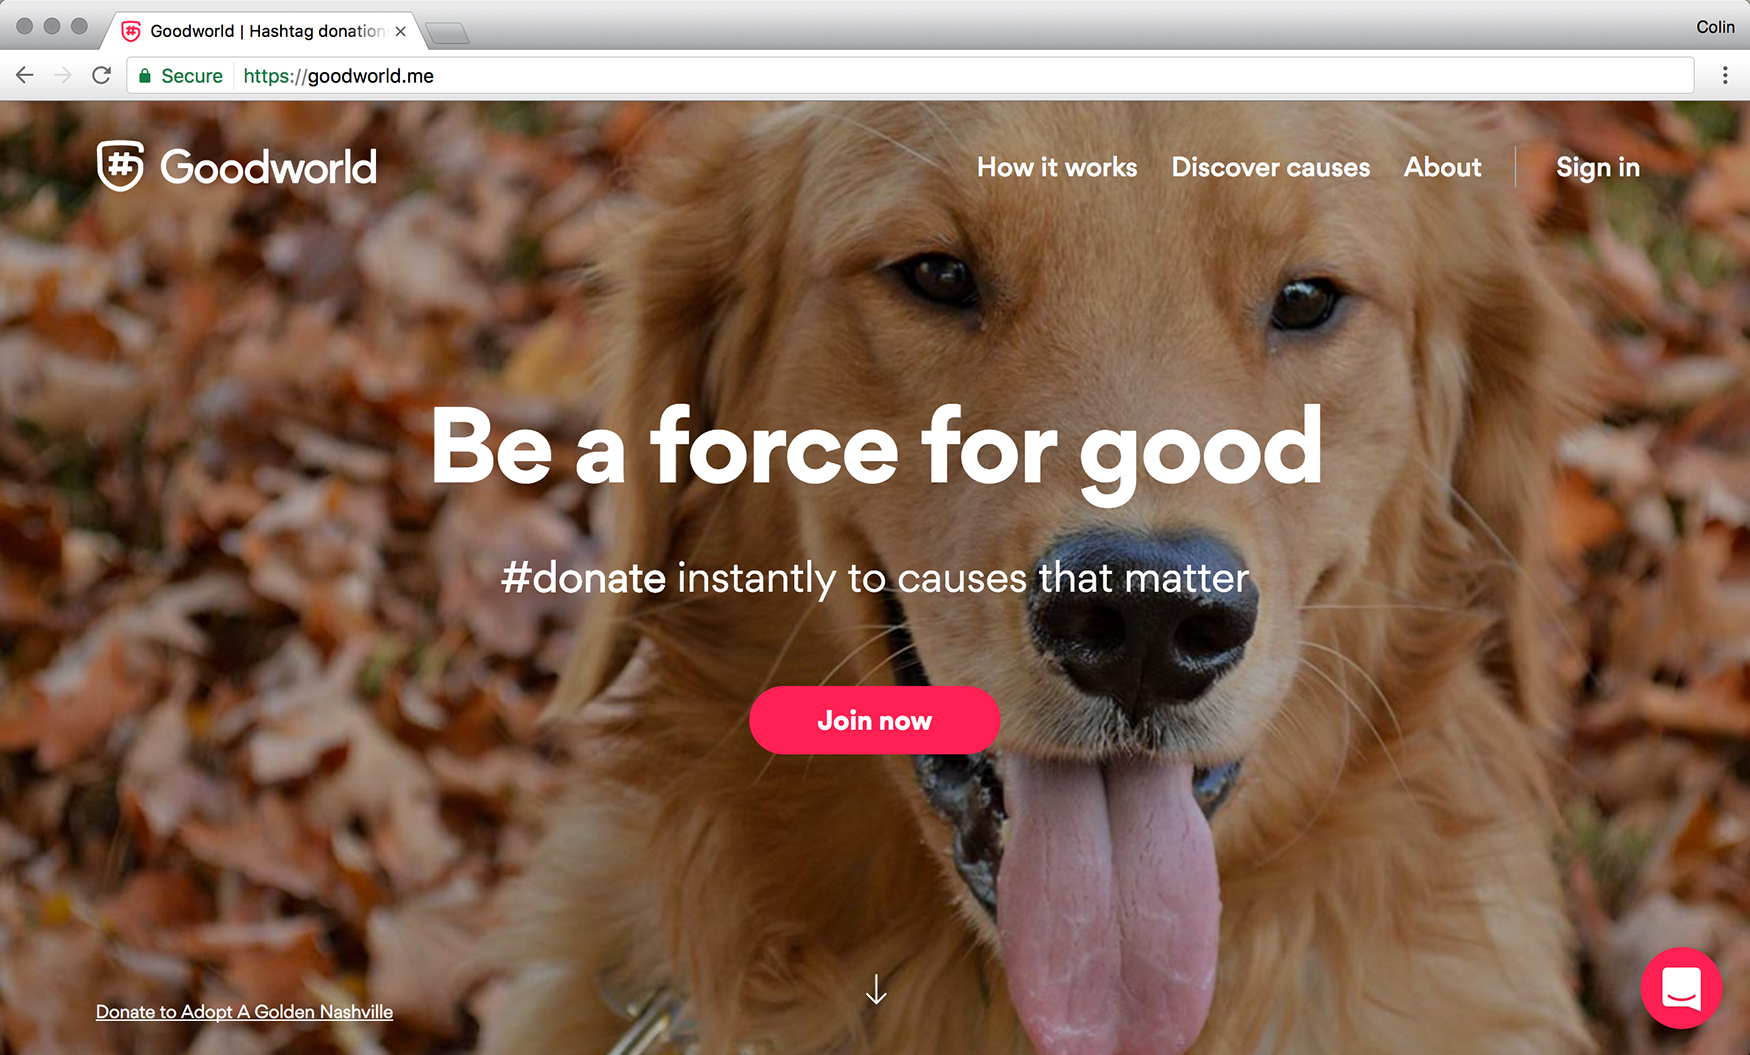 Goodworld | Hashtag donation
Colin
Secure
https://goodworld.me
# Goodworld
How it works
Discover causes
About
Sign in
Be a force for good
#donate instantly to causes that matter
Join now
Donate to Adopt A Golden Nashville